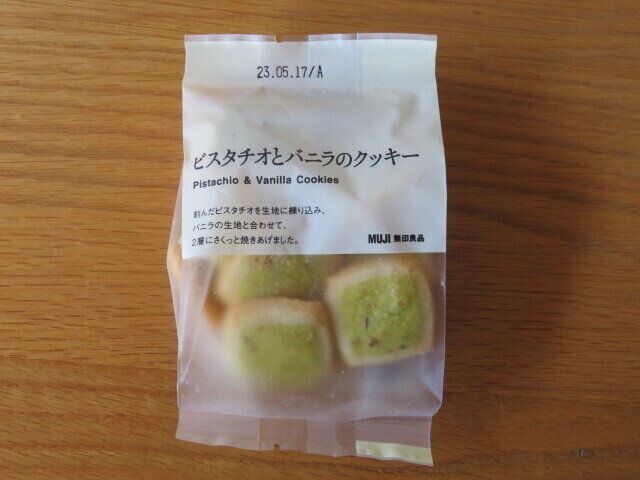 23.05.17/A
ピスタチオとバニラのクッキー
Pistachio & Vanilla Cookies
刻んだピスタチオを生地に練り込み、
バニラの生地と合わせて、
2層にさくっと焼きあげました。
MUJI 無印良品